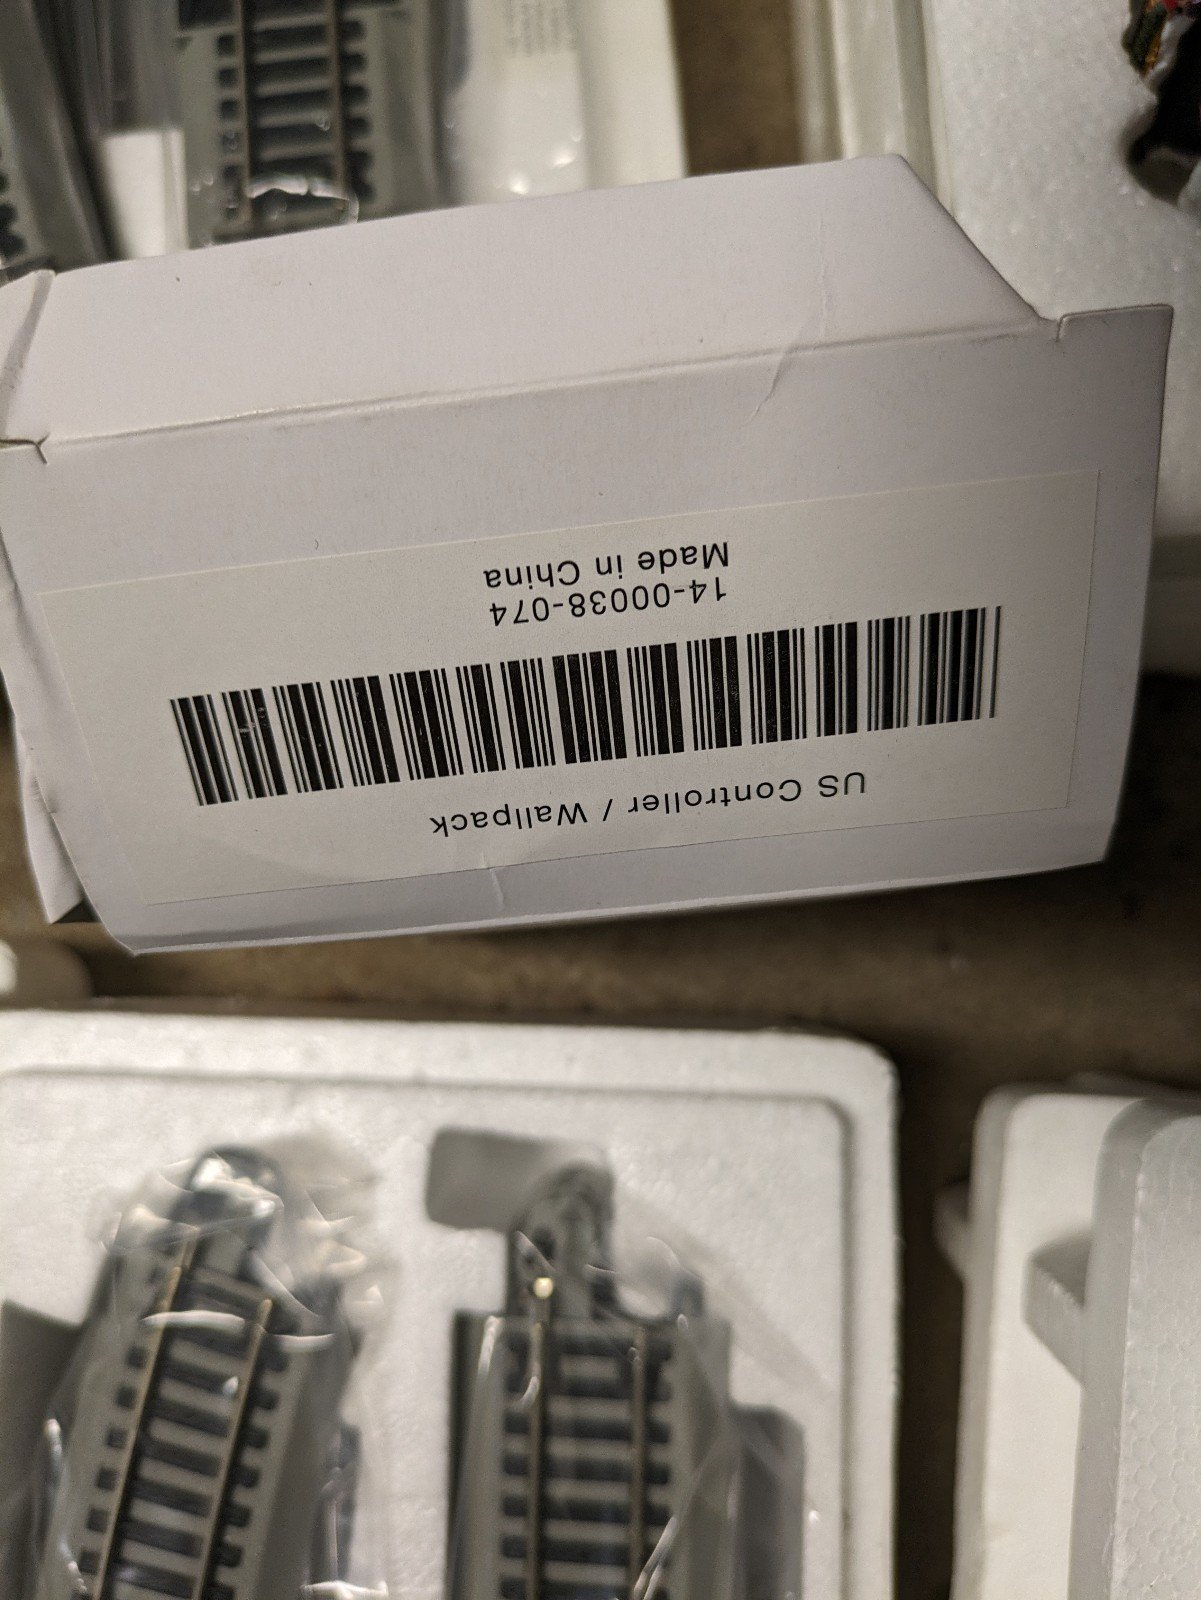 US Controller / Wallpack
14-00038-074
Made in China